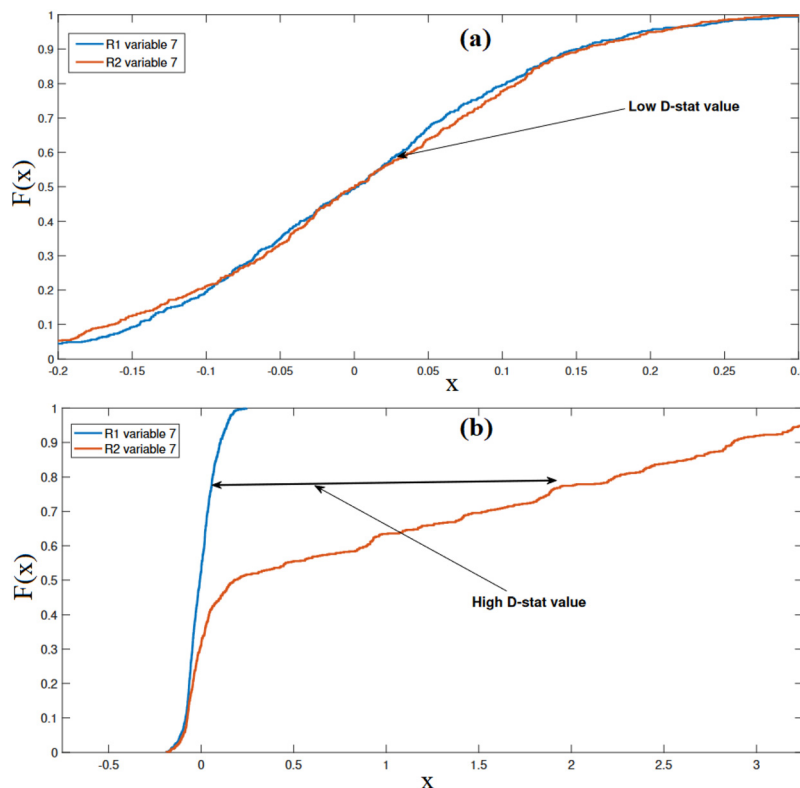 (a)
R1 variable 7
R2 variable 7
Low D-stat value
F(x)
1
0.9
0.8
0.7
0.6
0.5
0.4
0.3
0.2
0.1
0
-0.2 -0.15 -0.1 -0.05 0 0.05 0.1 0.15 0.2 0.25 0.3
x
(b)
R1 variable 7
R2 variable 7
High D-stat value
F(x)
1
0.9
0.8
0.7
0.6
0.5
0.4
0.3
0.2
0.1
0
-0.5 0 0.5 1 1.5 2 2.5 3
x